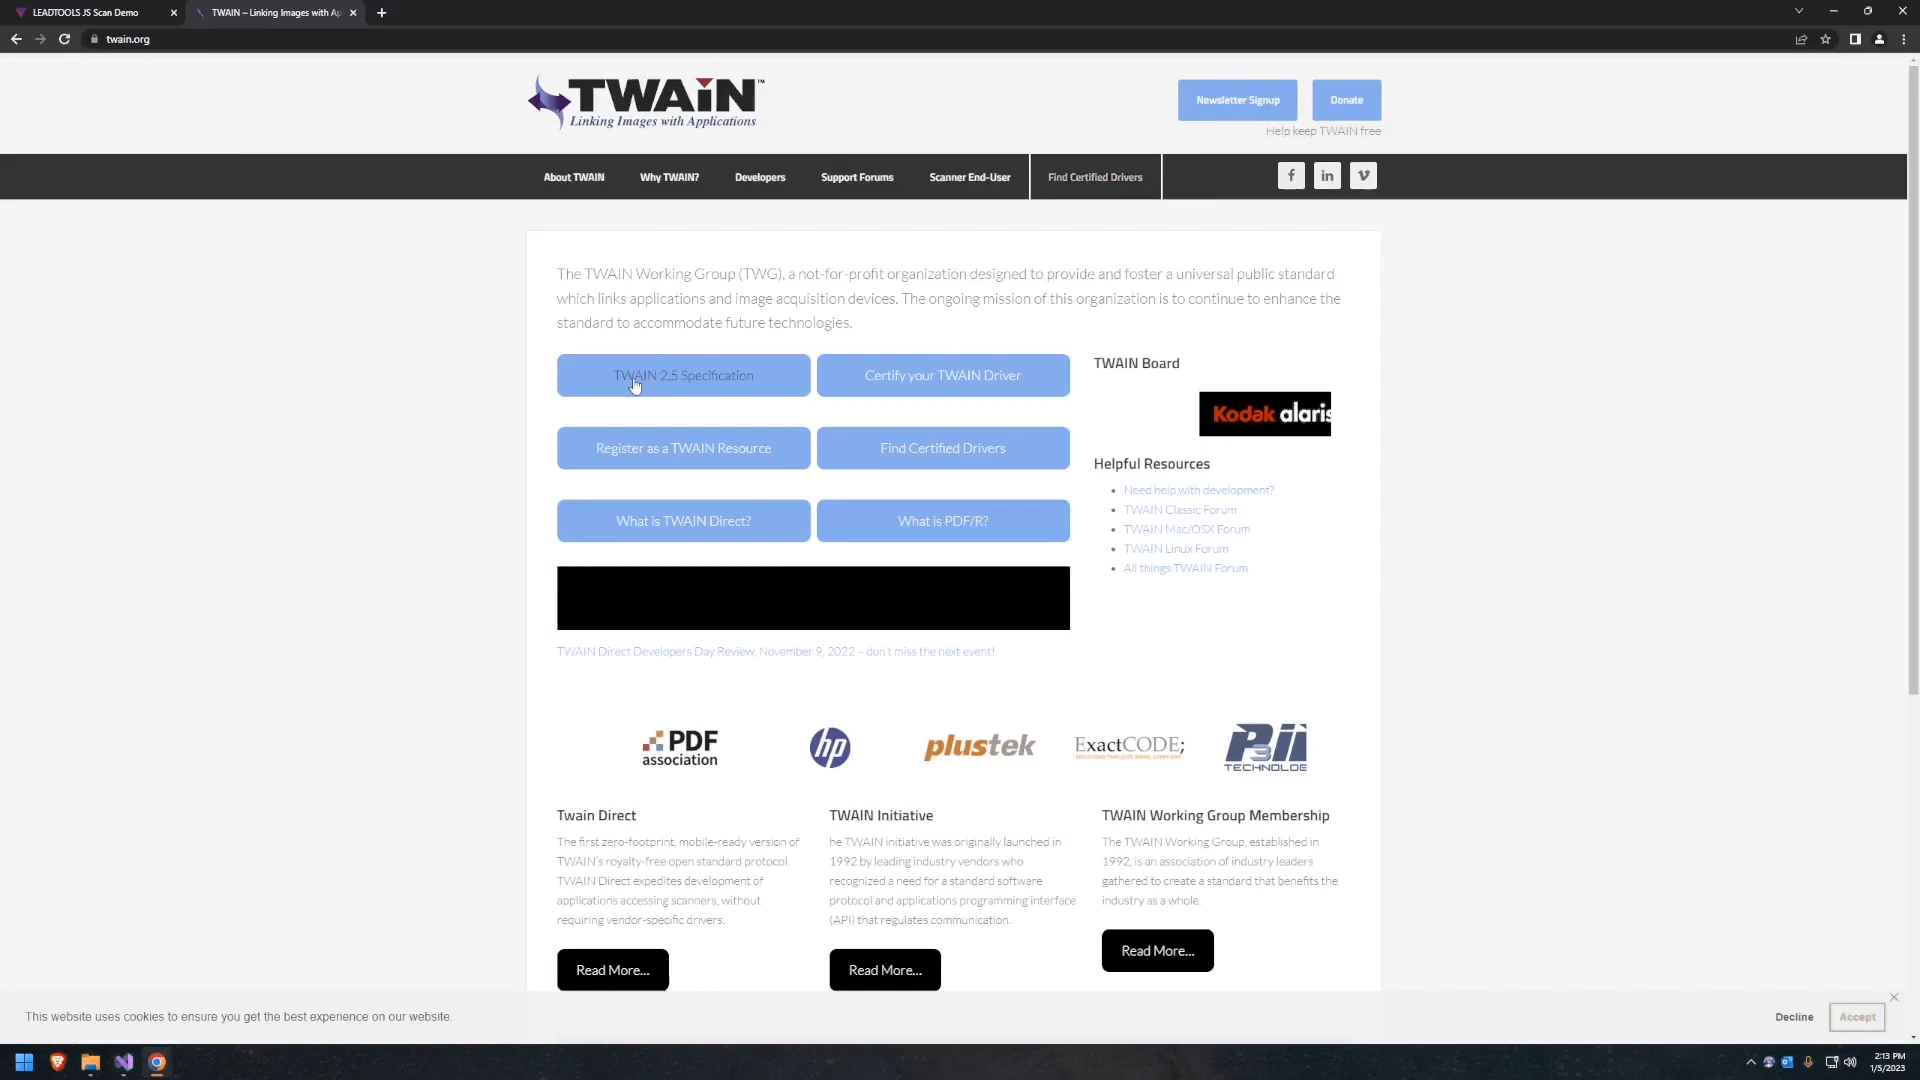 LEADTOOLS JS Scan Demo
TWAIN – Linking Images with Ap
twain.org
TWAiN™
Linking Images with Applications
Newsletter Signup
Donate
Help keep TWAIN free
About TWAIN
Why TWAIN?
Developers
Support Forums
Scanner End-User
Find Certified Drivers
The TWAIN Working Group (TWG), a not-for-profit organization designed to provide and foster a universal public standard
which links applications and image acquisition devices. The ongoing mission of this organization is to continue to enhance the
standard to accommodate future technologies.
TWAIN 2.5 Specification
Certify your TWAIN Driver
Register as a TWAIN Resource
Find Certified Drivers
What is TWAIN Direct?
What is PDF/R?
TWAIN Direct Developers Day Review, November 9, 2022 – don't miss the next event!
TWAIN Board
Kodak alaris
Helpful Resources
Need help with development?
TWAIN Classic Forum
TWAIN Mac/OSX Forum
TWAIN Linux Forum
All things TWAIN Forum
PDF
association
hp
plustek
ExactCODE;
SOLUTIONS THAT JUST WORK, EVERY DAY
P3ii
TECHNOLOE
Twain Direct
The first zero-footprint, mobile-ready version of
TWAIN's royalty-free open standard protocol.
TWAIN Direct expedites development of
applications accessing scanners, without
requiring vendor-specific drivers.
Read More...
TWAIN Initiative
he TWAIN initiative was originally launched in
1992 by leading industry vendors who
recognized a need for a standard software
protocol and applications programming interface
(API) that regulates communication.
Read More...
TWAIN Working Group Membership
The TWAIN Working Group, established in
1992, is an association of industry leaders
gathered to create a standard that benefits the
industry as a whole.
Read More...
This website uses cookies to ensure you get the best experience on our website.
Decline
Accept
2:13 PM
1/5/2023